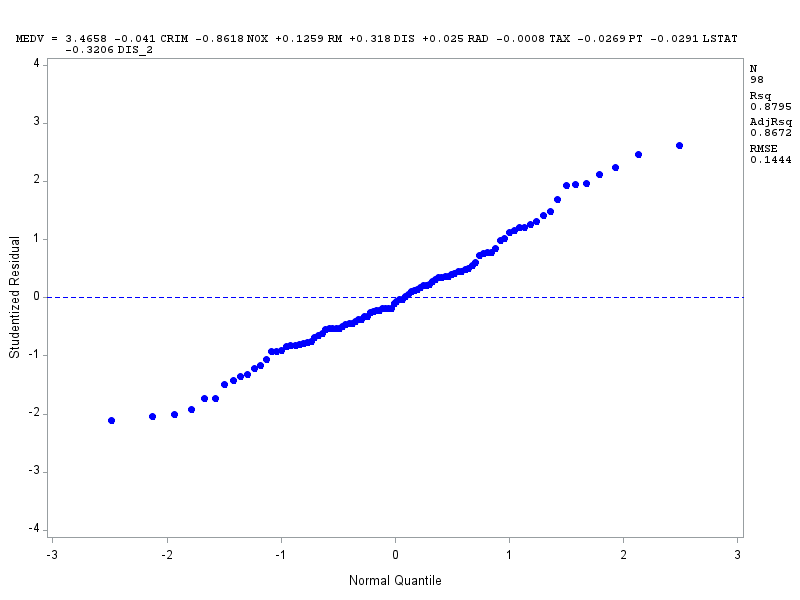 MEDV = 3.4658 -0.041 CRIM -0.8618 NOX +0.1259 RM +0.318 DIS +0.025 RAD -0.0008 TAX -0.0269 PT -0.0291 LSTAT
-0.3206 DIS_2
N
98
Rsq
0.8795
AdjRsq
0.8672
RMSE
0.1444
Studentized Residual
4
3
2
1
0
-1
-2
-3
-4
-3 -2 -1 0 1 2 3
Normal Quantile